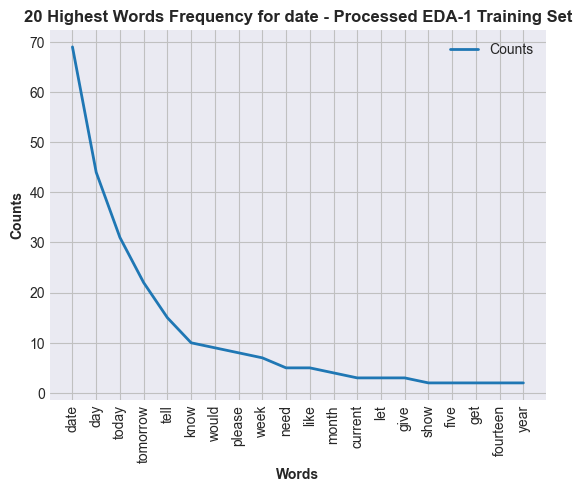 20 Highest Words Frequency for date - Processed EDA-1 Training Set
Counts
70
60
50
40
30
20
10
0
Counts
date
day
today
tomorrow
tell
know
would
please
week
need
like
month
current
let
give
show
five
get
fourteen
year
Words